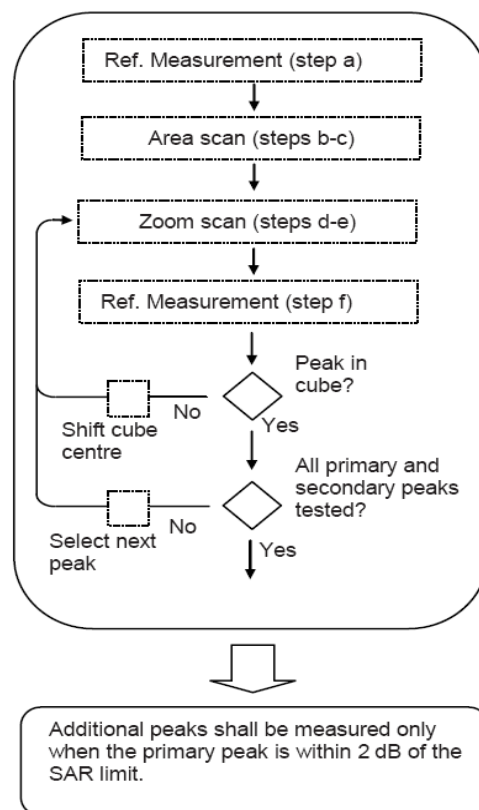 Ref. Measurement (step a)
Area scan (steps b-c)
Zoom scan (steps d-e)
Ref. Measurement (step f)
Peak in
cube?
No
Yes
Shift cube
centre
All primary and
secondary peaks
tested?
No
Yes
Select next
peak
Additional peaks shall be measured only
when the primary peak is within 2 dB of the
SAR limit.